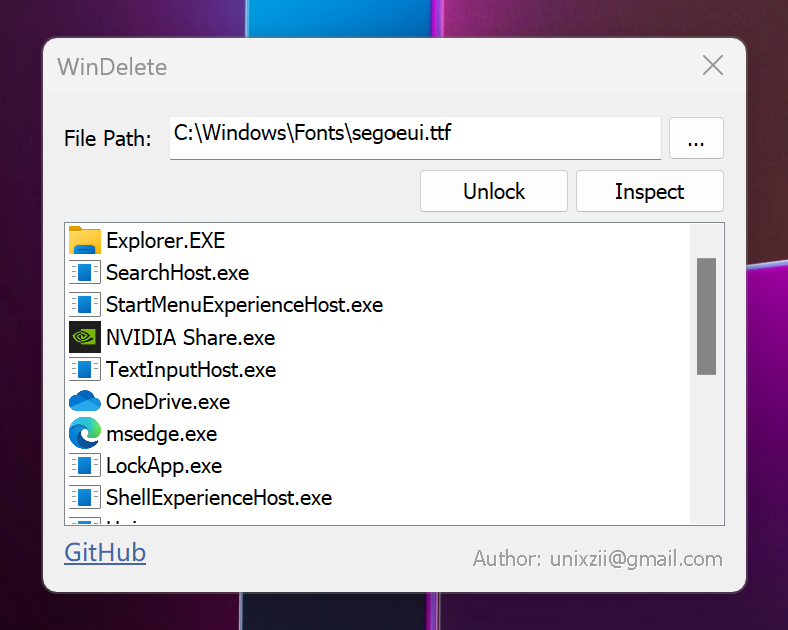 WinDelete
File Path: C:\Windows\Fonts\segoeui.ttf ...
Unlock Inspect
Explorer.EXE
SearchHost.exe
StartMenuExperienceHost.exe
NVIDIA Share.exe
TextInputHost.exe
OneDrive.exe
msedge.exe
LockApp.exe
ShellExperienceHost.exe
GitHub Author: unixzii@gmail.com